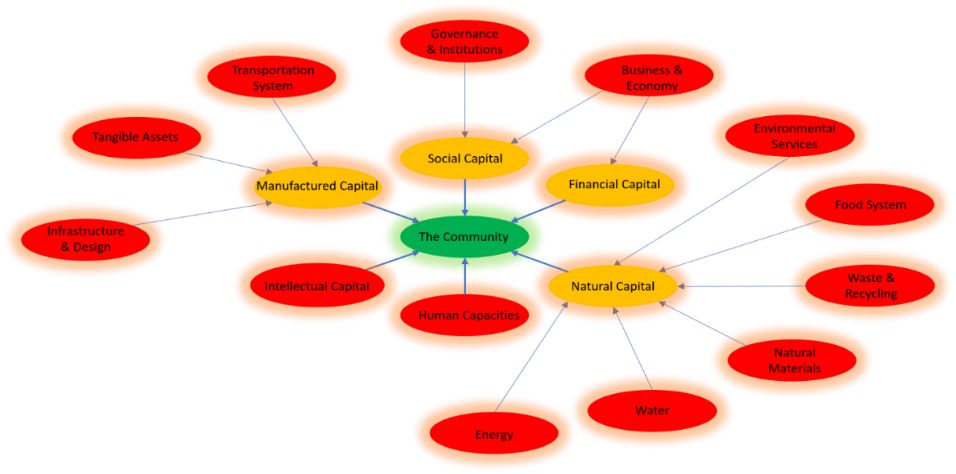 Governance
& Institutions
Transportation
System
Business &
Economy
Tangible Assets
Environmental
Services
Social Capital
Manufactured Capital
Financial Capital
Food System
Infrastructure
& Design
The Community
Intellectual Capital
Natural Capital
Waste &
Recycling
Human Capacities
Natural
Materials
Water
Energy